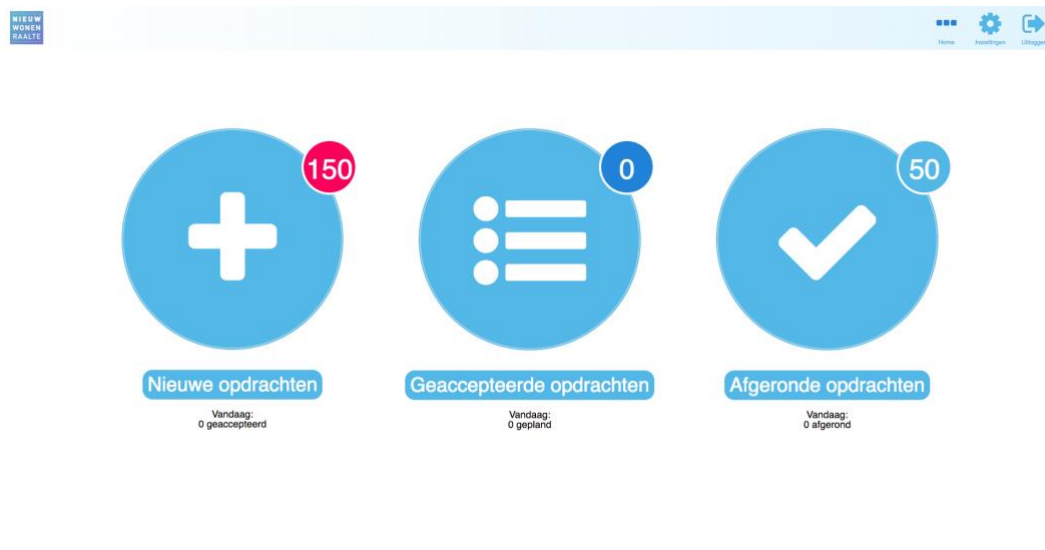 NIEUW
WONEN
RAALTE
Home
Instellingen
Uitloggen
150
0
50
Nieuwe opdrachten
Geaccepteerde opdrachten
Afgeronde opdrachten
Vandaag:
0 geaccepteerd
Vandaag:
0 gepland
Vandaag:
0 afgerond